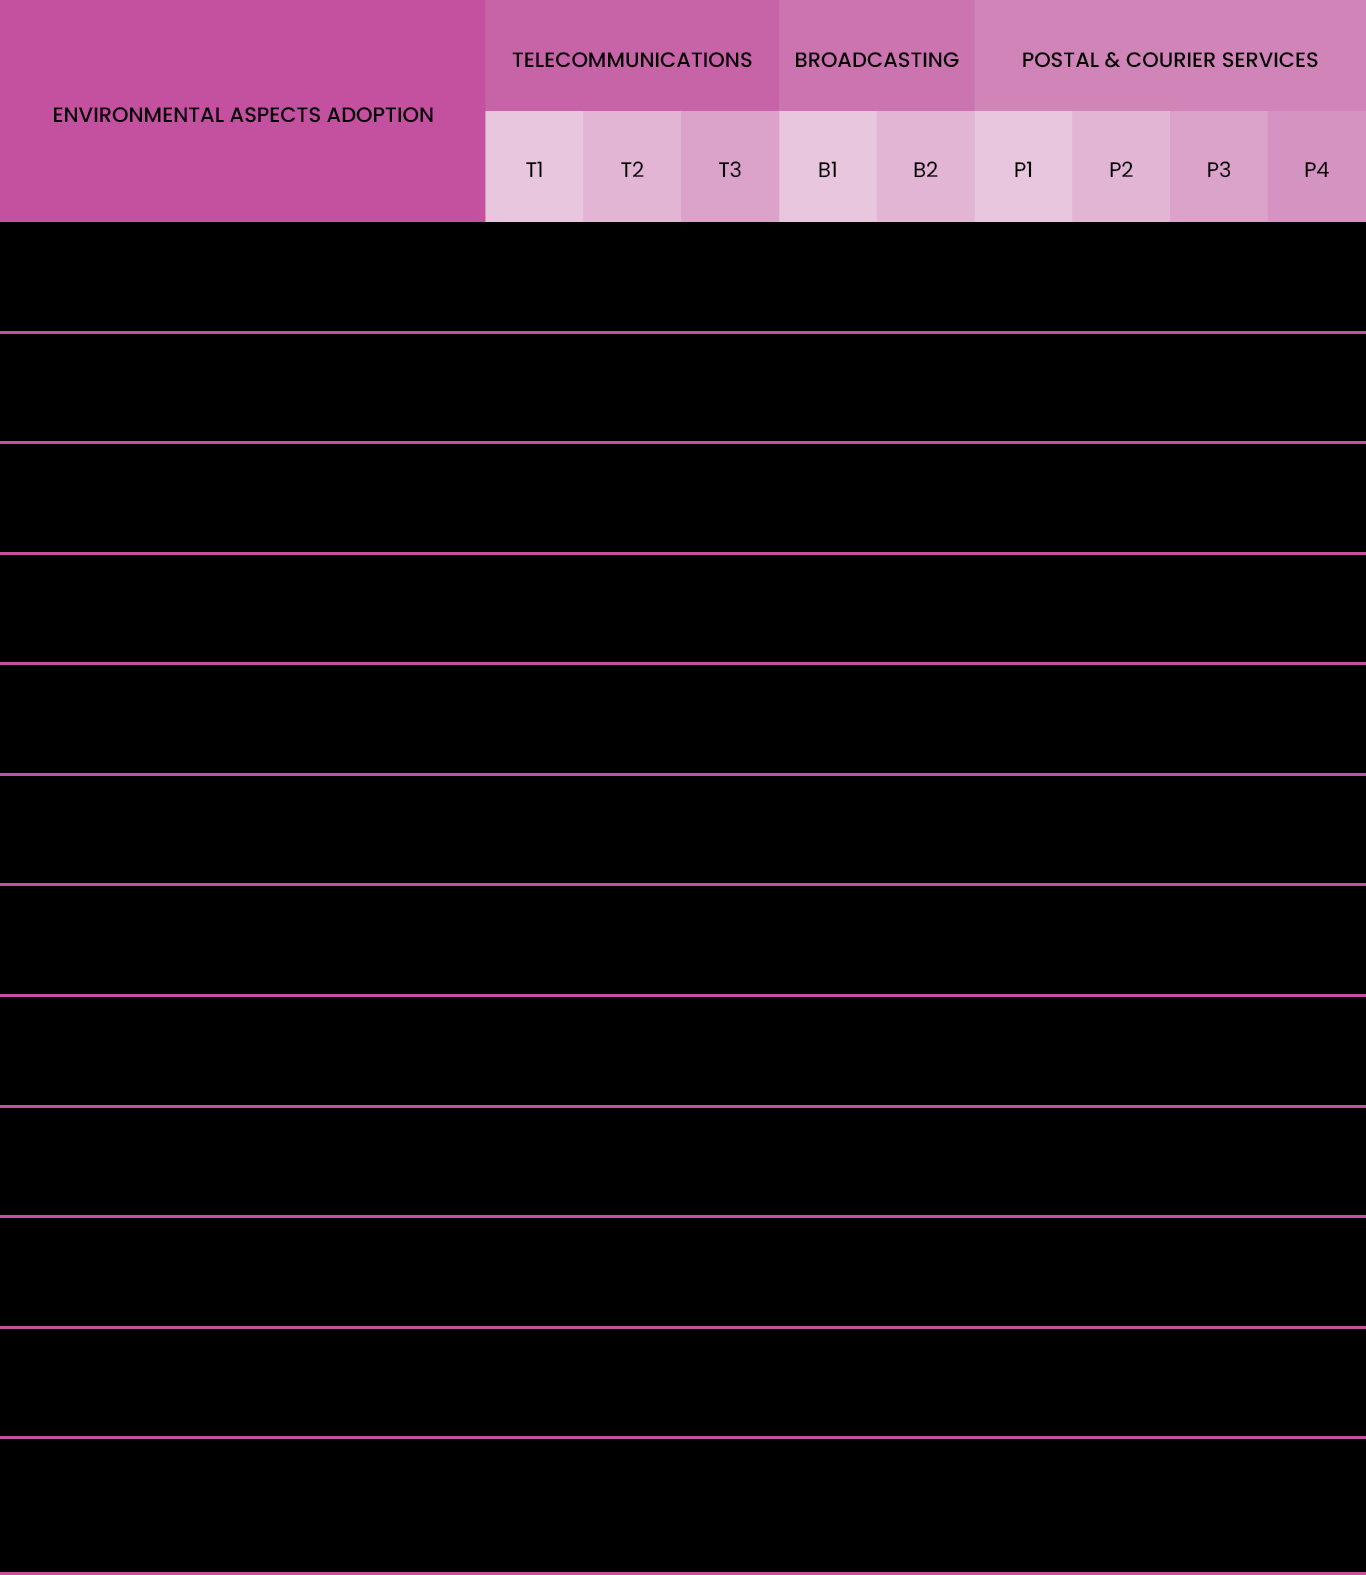 ENVIRONMENTAL ASPECTS ADOPTION
TELECOMMUNICATIONS
BROADCASTING
POSTAL & COURIER SERVICES
T1
T2
T3
B1
B2
P1
P2
P3
P4